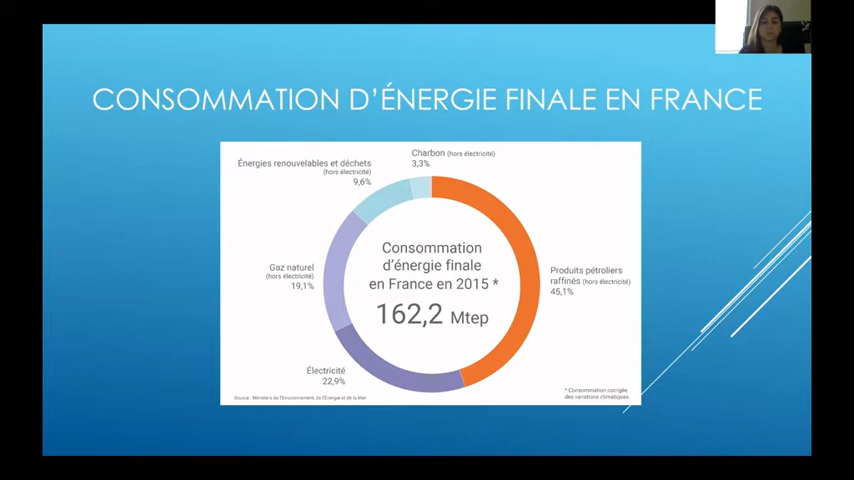 CONSOMMATION D'ÉNERGIE FINALE EN FRANCE
Charbon (hors électricité)
3,3%
Énergies renouvelables et déchets
(hors électricité)
9,6%
Consommation
d'énergie finale
en France en 2015 *
162,2 Mtep
Gaz naturel
(hors électricité)
19,1%
Produits pétroliers
raffinés (hors électricité)
45,1%
Électricité
22,9%
* Consommation corrigée
des variations climatiques.
Source : Ministère de l'Environnement, de l'Énergie et de la Mer